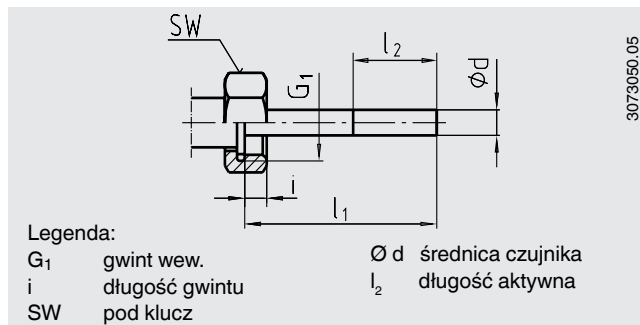 SW
l₂
G₁
Ø d
i
l₁
3073050.05
Legenda:
G₁ gwint wew.
i długość gwintu
SW pod klucz
Ø d średnica czujnika
l₂ długość aktywna